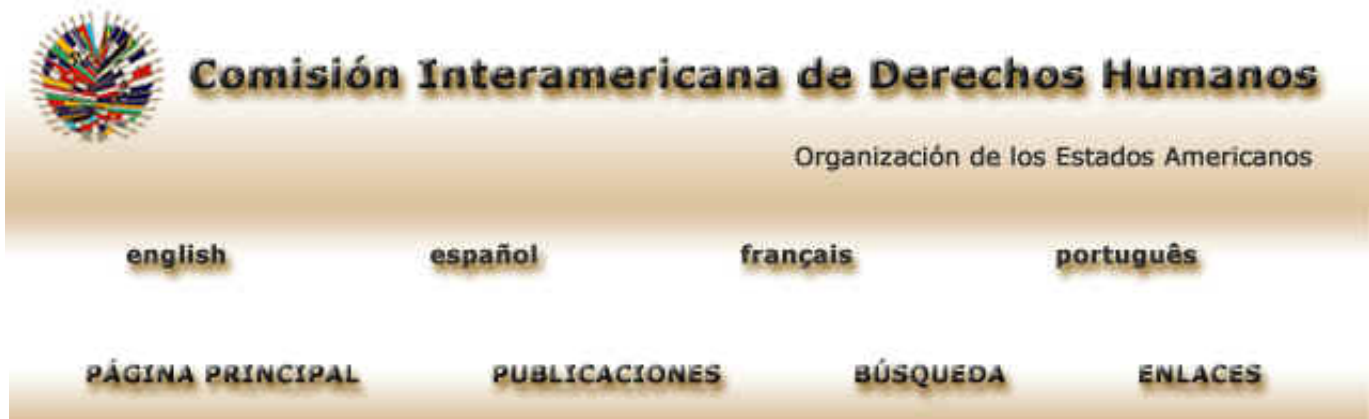 Comisión Interamericana de Derechos Humanos
Organización de los Estados Americanos
english español français português
PÁGINA PRINCIPAL PUBLICACIONES BÚSQUEDA ENLACES